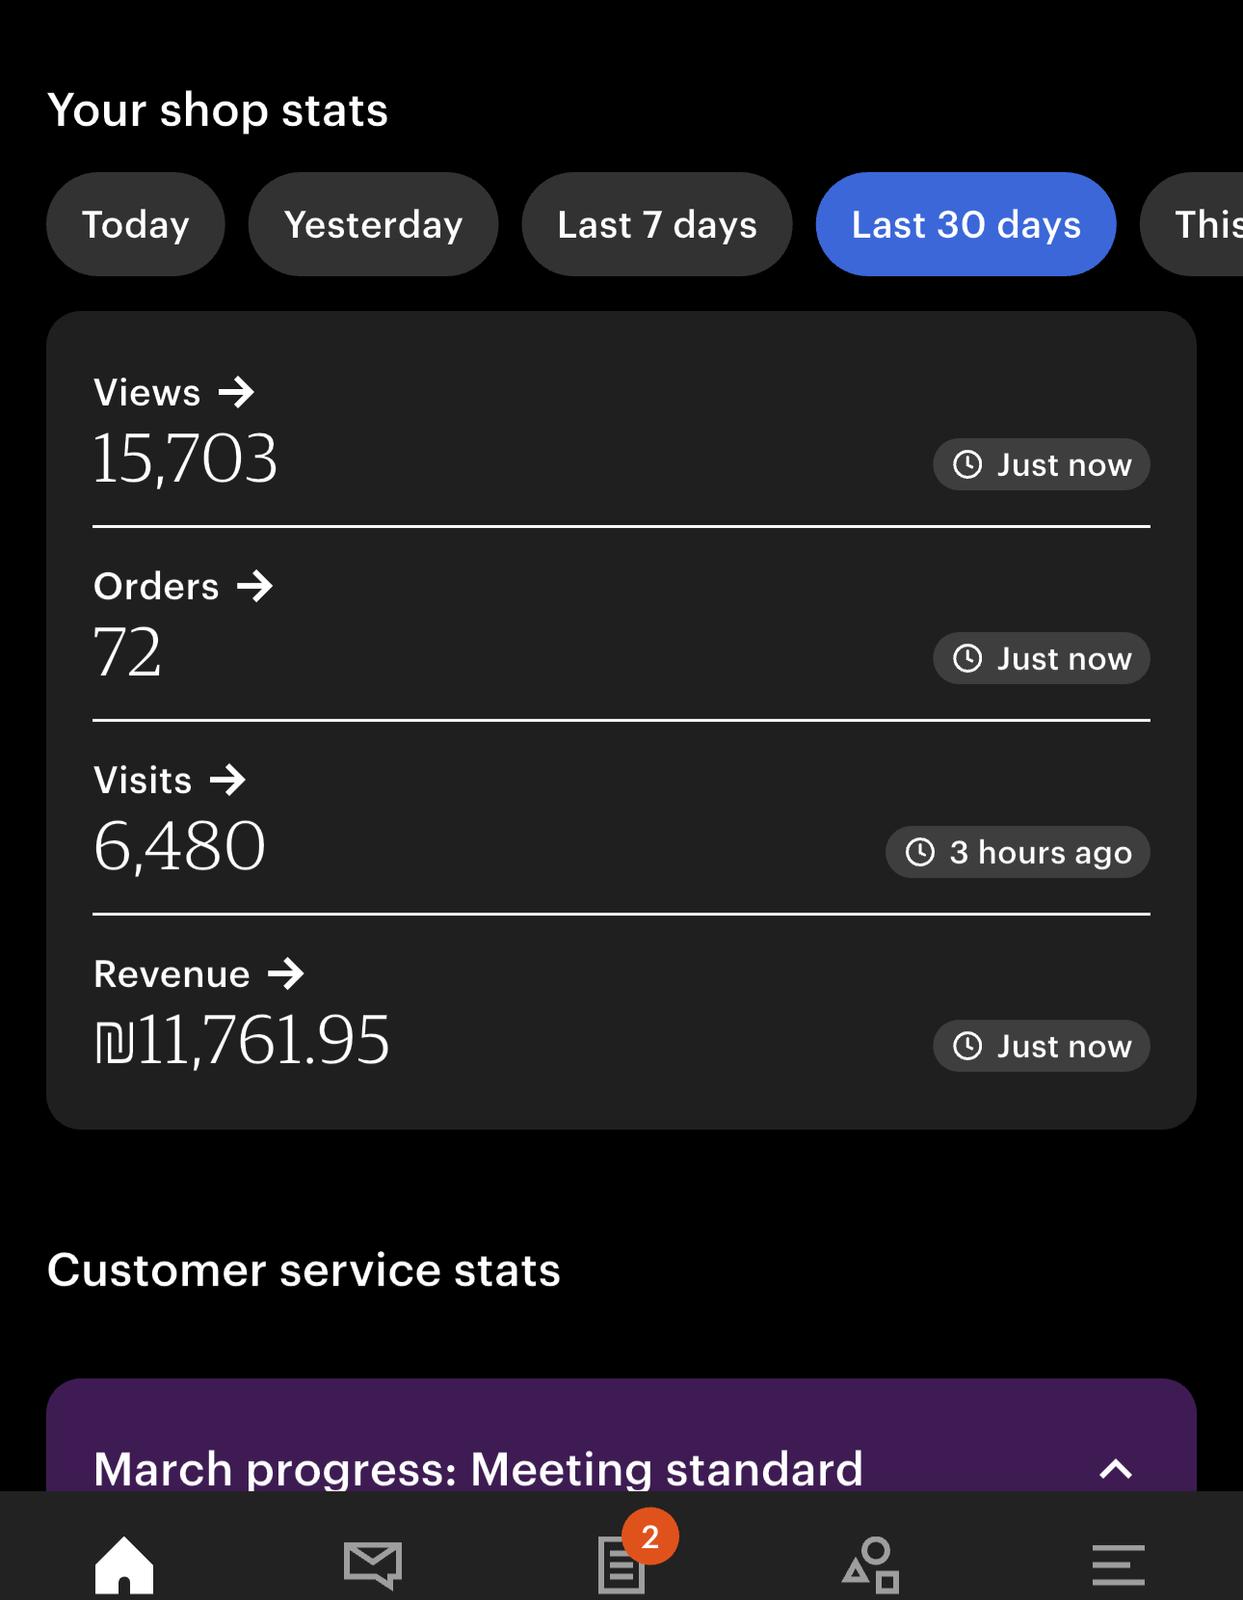 Your shop stats
Today Yesterday Last 7 days Last 30 days This
Views →
15,703
Just now
Orders →
72
Just now
Visits →
6,480
3 hours ago
Revenue →
₪11,761.95
Just now
Customer service stats
March progress: Meeting standard
2